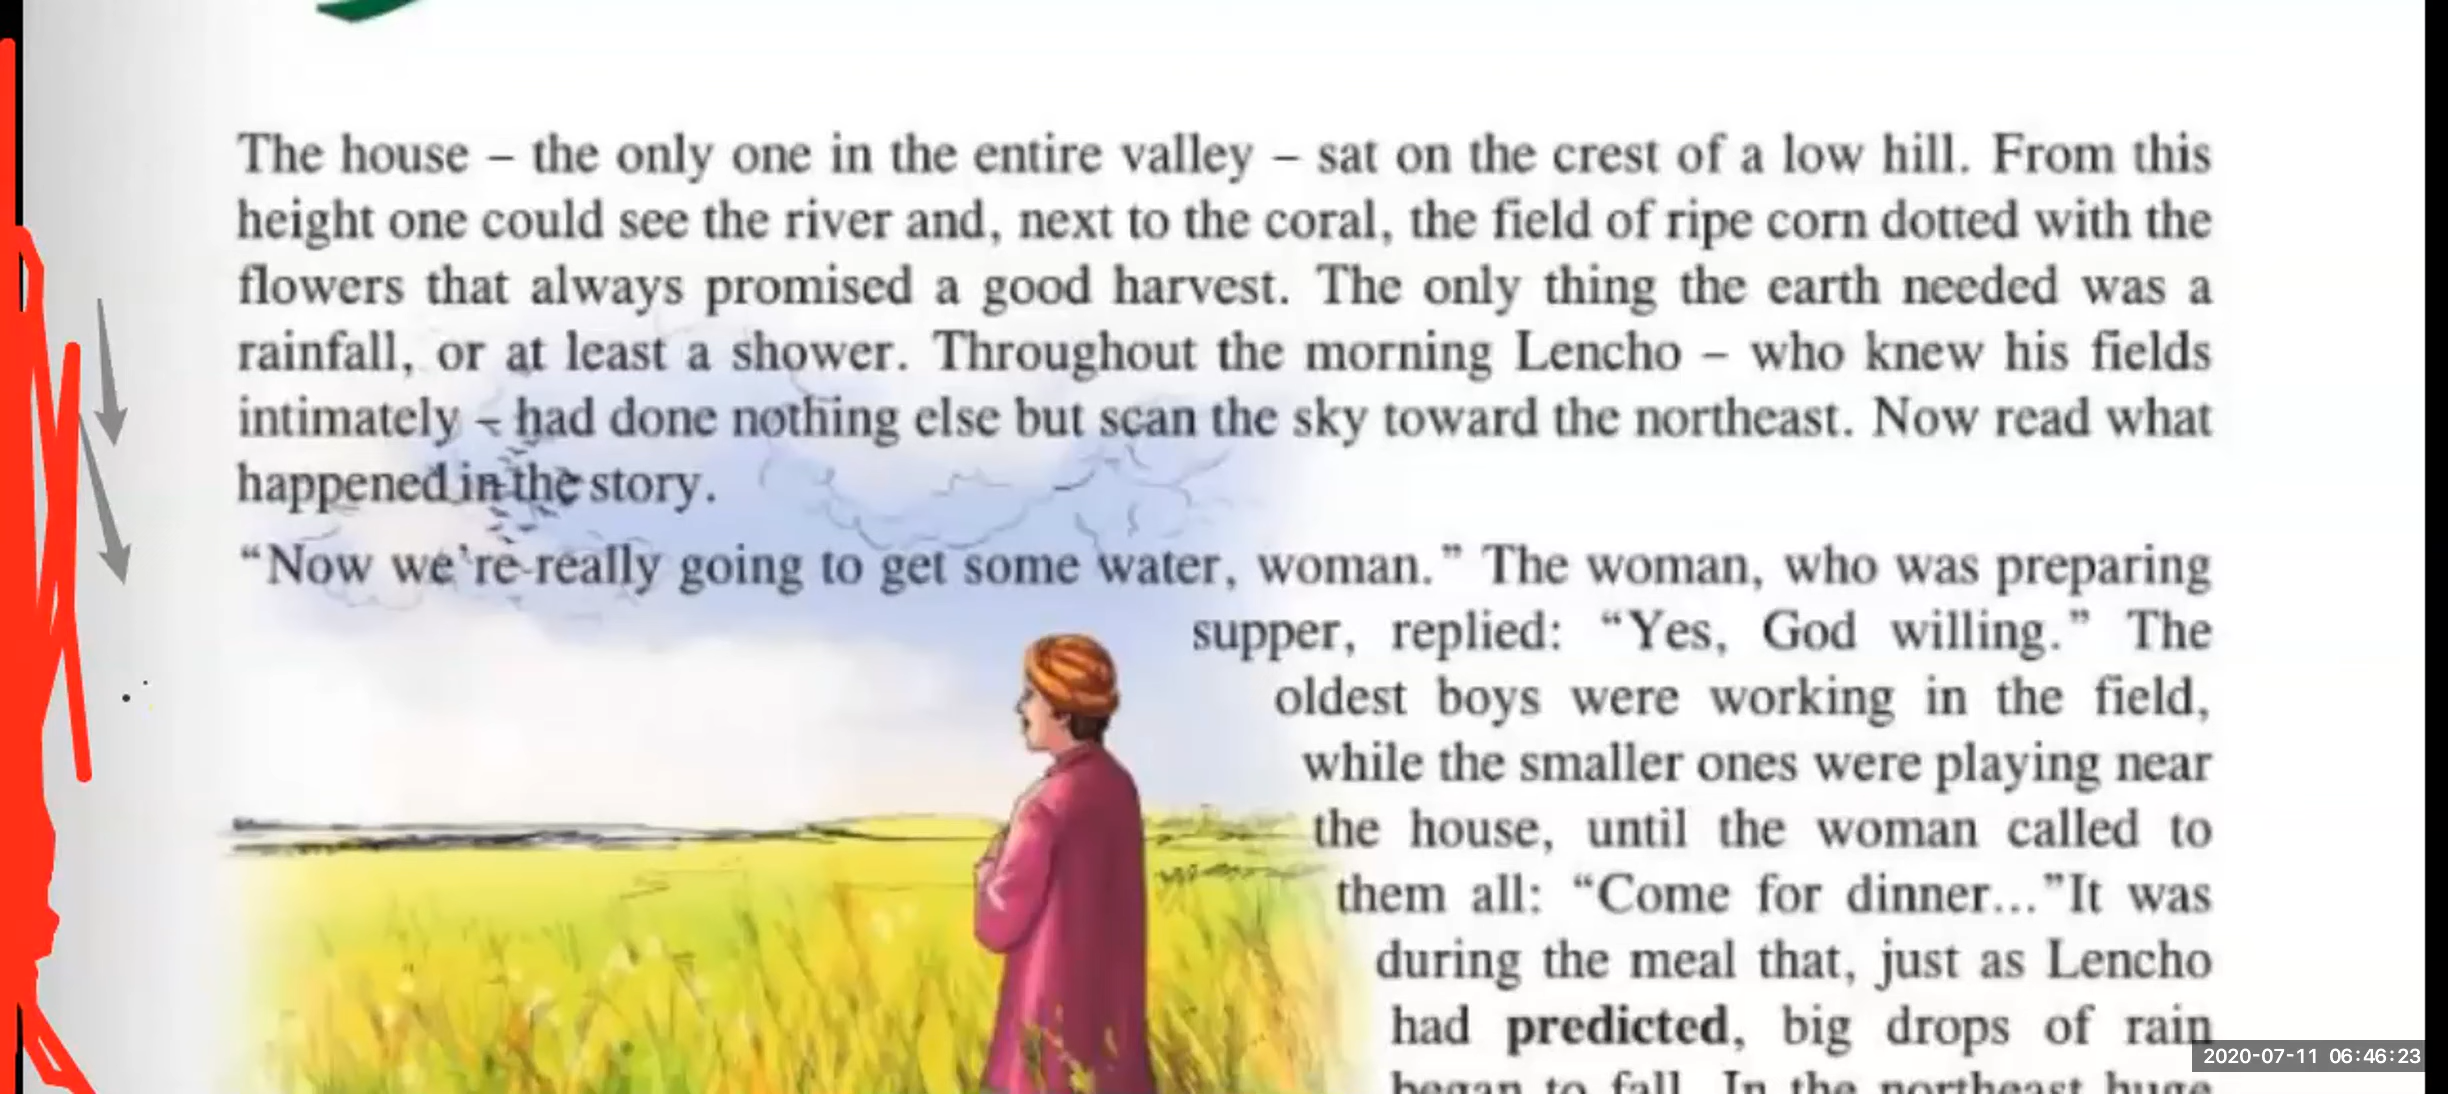 The house – the only one in the entire valley – sat on the crest of a low hill. From this
height one could see the river and, next to the coral, the field of ripe corn dotted with the
flowers that always promised a good harvest. The only thing the earth needed was a
rainfall, or at least a shower. Throughout the morning Lencho – who knew his fields
intimately – had done nothing else but scan the sky toward the northeast. Now read what
happened in the story.
“Now we’re really going to get some water, woman.” The woman, who was preparing
supper, replied: “Yes, God willing.” The
oldest boys were working in the field,
while the smaller ones were playing near
the house, until the woman called to
them all: “Come for dinner...”It was
during the meal that, just as Lencho
had predicted, big drops of rain
began to fall. In the northeast huge
2020-07-11 06:46:23